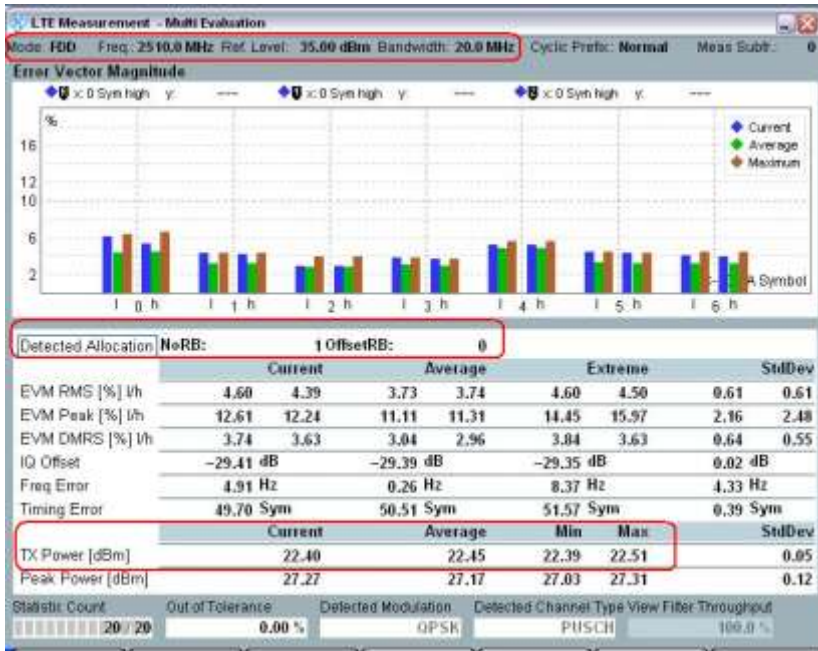 LTE Measurement - Multi Evaluation
Mode: FDD Freq.: 2510.0 MHz Ref. Level: 35.00 dBm Bandwidth: 20.0 MHz Cyclic Prefix: Normal Meas Subfr.: 0
Error Vector Magnitude
x: 0 Sym high y: --- x: 0 Sym high y: --- x: 0 Sym high y: ---
%
Current
Average
Maximum
16
12
10
6
2
A Symbol
l 0 h l 1 h l 2 h l 3 h l 4 h l 5 h l 6 h
Detected Allocation NoRB: 1 OffsetRB: 0
Current Average Extreme StdDev
EVM RMS [%] l/h 4.60 4.39 3.73 3.74 4.60 4.50 0.61 0.61
EVM Peak [%] l/h 12.61 12.24 11.11 11.31 14.45 15.97 2.16 2.48
EVM DMRS [%] l/h 3.74 3.63 3.04 2.96 3.84 3.63 0.64 0.55
IQ Offset -29.41 dB -29.39 dB -29.35 dB 0.02 dB
Freq Error 4.91 Hz 0.26 Hz 8.37 Hz 4.33 Hz
Timing Error 49.70 Sym 50.51 Sym 51.57 Sym 0.39 Sym
Current Average Min Max StdDev
TX Power [dBm] 22.40 22.45 22.39 22.51 0.05
Peak Power [dBm] 27.27 27.17 27.03 27.31 0.12
Statistic Count Out of Tolerance Detected Modulation Detected Channel Type View Filter Throughput
20 / 20 0.00 % QPSK PUSCH 100.0 %